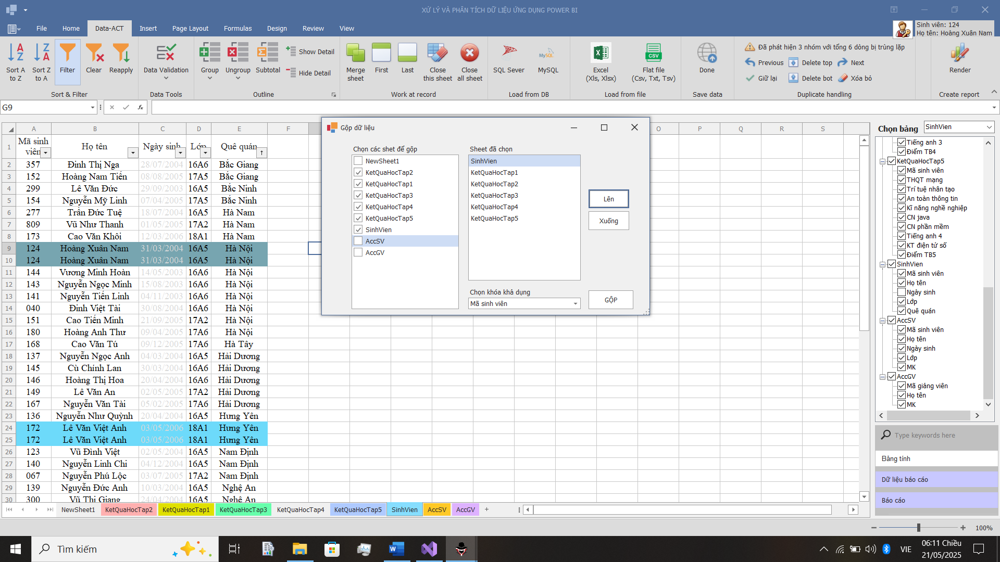 XỬ LÝ VÀ PHÂN TÍCH DỮ LIỆU ỨNG DỤNG POWER BI
File Home Data-ACT Insert Page Layout Formulas Design Review View
Sinh viên: 124
Họ tên: Hoàng Xuân Nam
Sort A to Z
Sort Z to A
Filter
Clear
Reapply
Sort & Filter
Data Validation
Data Tools
Group
Ungroup
Subtotal
Show Detail
Hide Detail
Outline
Merge sheet
First
Last
Close this sheet
Close all sheet
Work at record
SQL Sever
MySQL
MySQL
Load from DB
Excel (Xls, Xlsx)
CSV
Flat file (Csv, Txt, Tsv)
Load from file
Done
Save data
Đã phát hiện 3 nhóm với tổng 6 dòng bị trùng lặp
Previous Delete top Next
Giữ lại Delete bot Xóa bỏ
Duplicate handling
Render
Create report
G9
fx
A B C D E F O P Q R S
1 Mã sinh viên Họ tên Ngày sinh Lớp Quê quán
2 357 Đinh Thị Nga 28/07/2004 16A6 Bắc Giang
3 152 Hoàng Nam Tiến 08/08/2005 17A5 Bắc Giang
4 299 Lê Văn Đức 29/09/2003 16A5 Bắc Ninh
5 154 Nguyễn Mỹ Linh 07/04/2005 17A5 Bắc Ninh
6 277 Trần Đức Tuệ 18/07/2004 16A5 Hà Nam
7 809 Vũ Như Thanh 01/05/2005 17A2 Hà Nam
8 173 Cao Văn Khôi 12/03/2006 18A1 Hà Nam
9 124 Hoàng Xuân Nam 31/03/2004 16A5 Hà Nội
10 124 Hoàng Xuân Nam 31/03/2004 16A5 Hà Nội
11 144 Vương Minh Hoàn 14/05/2003 16A6 Hà Nội
12 143 Nguyễn Ngọc Minh 15/08/2003 16A6 Hà Nội
13 141 Nguyễn Tiến Linh 04/11/2003 16A6 Hà Nội
14 040 Đinh Việt Tài 30/08/2004 16A6 Hà Nội
15 151 Cao Tiến Minh 21/09/2005 17A2 Hà Nội
16 180 Hoàng Anh Thư 09/04/2005 17A6 Hà Nội
17 168 Cao Văn Tú 09/12/2005 17A6 Hà Tây
18 137 Nguyễn Ngọc Anh 04/03/2004 16A5 Hải Dương
19 145 Cù Chính Lan 30/03/2004 16A6 Hải Dương
20 146 Hoàng Thị Hoa 20/04/2004 16A6 Hải Dương
21 149 Lê Văn An 02/05/2005 17A2 Hải Dương
22 167 Nguyễn Văn Tài 05/02/2005 17A6 Hải Dương
23 136 Nguyễn Như Quỳnh 20/04/2004 16A5 Hưng Yên
24 172 Lê Văn Việt Anh 03/05/2006 18A1 Hưng Yên
25 172 Lê Văn Việt Anh 03/05/2006 18A1 Hưng Yên
26 123 Vũ Đình Việt 02/05/2004 16A5 Nam Định
27 140 Nguyễn Linh Chi 04/12/2004 16A5 Nam Định
28 067 Nguyễn Phú Lộc 03/07/2005 17A2 Nam Định
29 139 Nguyễn Đức Anh 10/03/2004 16A5 Nghệ An
30 300 Vũ Thị Giang 24/04/2004 16A5 Nghệ An
Gộp dữ liệu
Chọn các shet để gộp
NewSheet1
KetQuaHocTap2
KetQuaHocTap1
KetQuaHocTap3
KetQuaHocTap4
KetQuaHocTap5
SinhVien
AccSV
AccGV
Sheet đã chọn
SinhVien
KetQuaHocTap1
KetQuaHocTap2
KetQuaHocTap3
KetQuaHocTap4
KetQuaHocTap5
Lên
Xuống
Chọn khóa khả dụng
Mã sinh viên
GỘP
Chọn bảng SinhVien
Tiếng anh 3
Điểm TB4
KetQuaHocTap5
Mã sinh viên
THQT mạng
Trí tuệ nhân tạo
An toàn thông tin
Kĩ năng nghề nghiệp
CN java
CN phần mềm
Tiếng anh 4
KT điện tử số
Điểm TB5
SinhVien
Mã sinh viên
Họ tên
Ngày sinh
Lớp
Quê quán
AccSV
Mã sinh viên
Họ tên
Ngày sinh
Lớp
MK
AccGV
Mã giảng viên
Họ tên
MK
Type keywords here
Bảng tính
Dữ liệu báo cáo
Báo cáo
NewSheet1 KetQuaHocTap2 KetQuaHocTap1 KetQuaHocTap3 KetQuaHocTap4 KetQuaHocTap5 SinhVien AccSV AccGV +
100%
Tìm kiếm
VIE
06:11 Chiều
21/05/2025